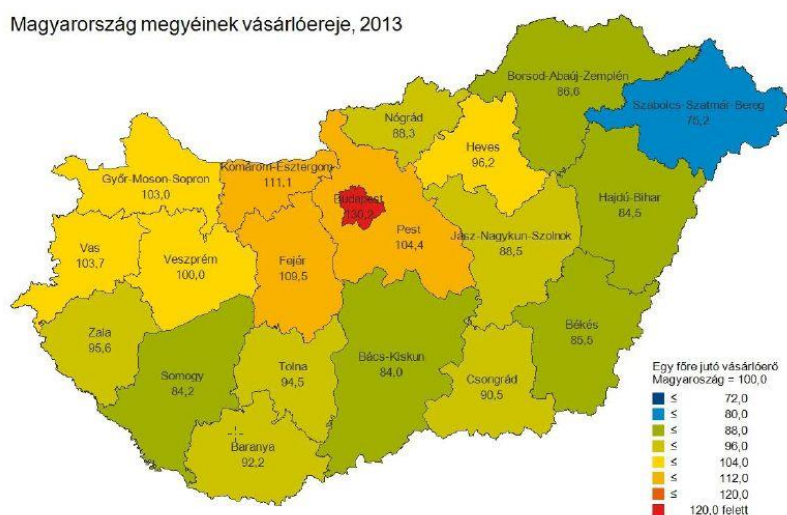 Magyarország megyéinek vásárlóereje, 2013
Borsod-Abaúj-Zemplén
86,0
Szabolcs-Szatmár-Bereg
75,2
Nógrád
88,3
Heves
96,2
Komárom-Esztergom
111,1
Győr-Moson-Sopron
103,0
Budapest
130,2
Hajdú-Bihar
84,5
Pest
104,4
Jász-Nagykun-Szolnok
88,5
Vas
103,7
Veszprém
100,0
Fejér
109,5
Zala
95,6
Békés
85,5
Somogy
84,2
Tolna
94,5
Bács-Kiskun
84,0
Csongrád
90,5
Baranya
92,2
Egy főre jutó vásárlóerő
Magyaroszág = 100,0
≤ 72,0
≤ 80,0
≤ 88,0
≤ 96,0
≤ 104,0
≤ 112,0
≤ 120,0
120,0 felett